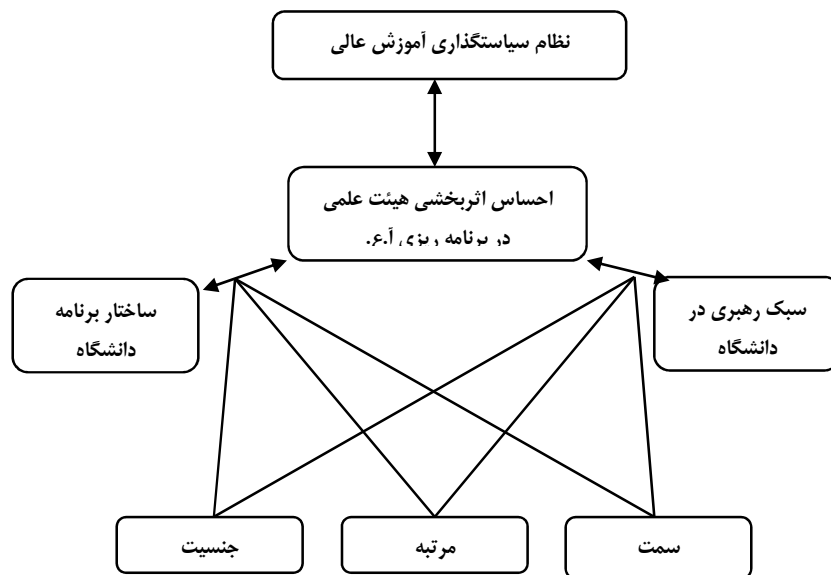 نظام سیاستگذاری آموزش عالی
احساس اثربخشی هیئت علمی
در برنامه ریزی آ.ع.
سبک رهبری در
دانشگاه
ساختار برنامه
دانشگاه
سمت
مرتبه
جنسیت